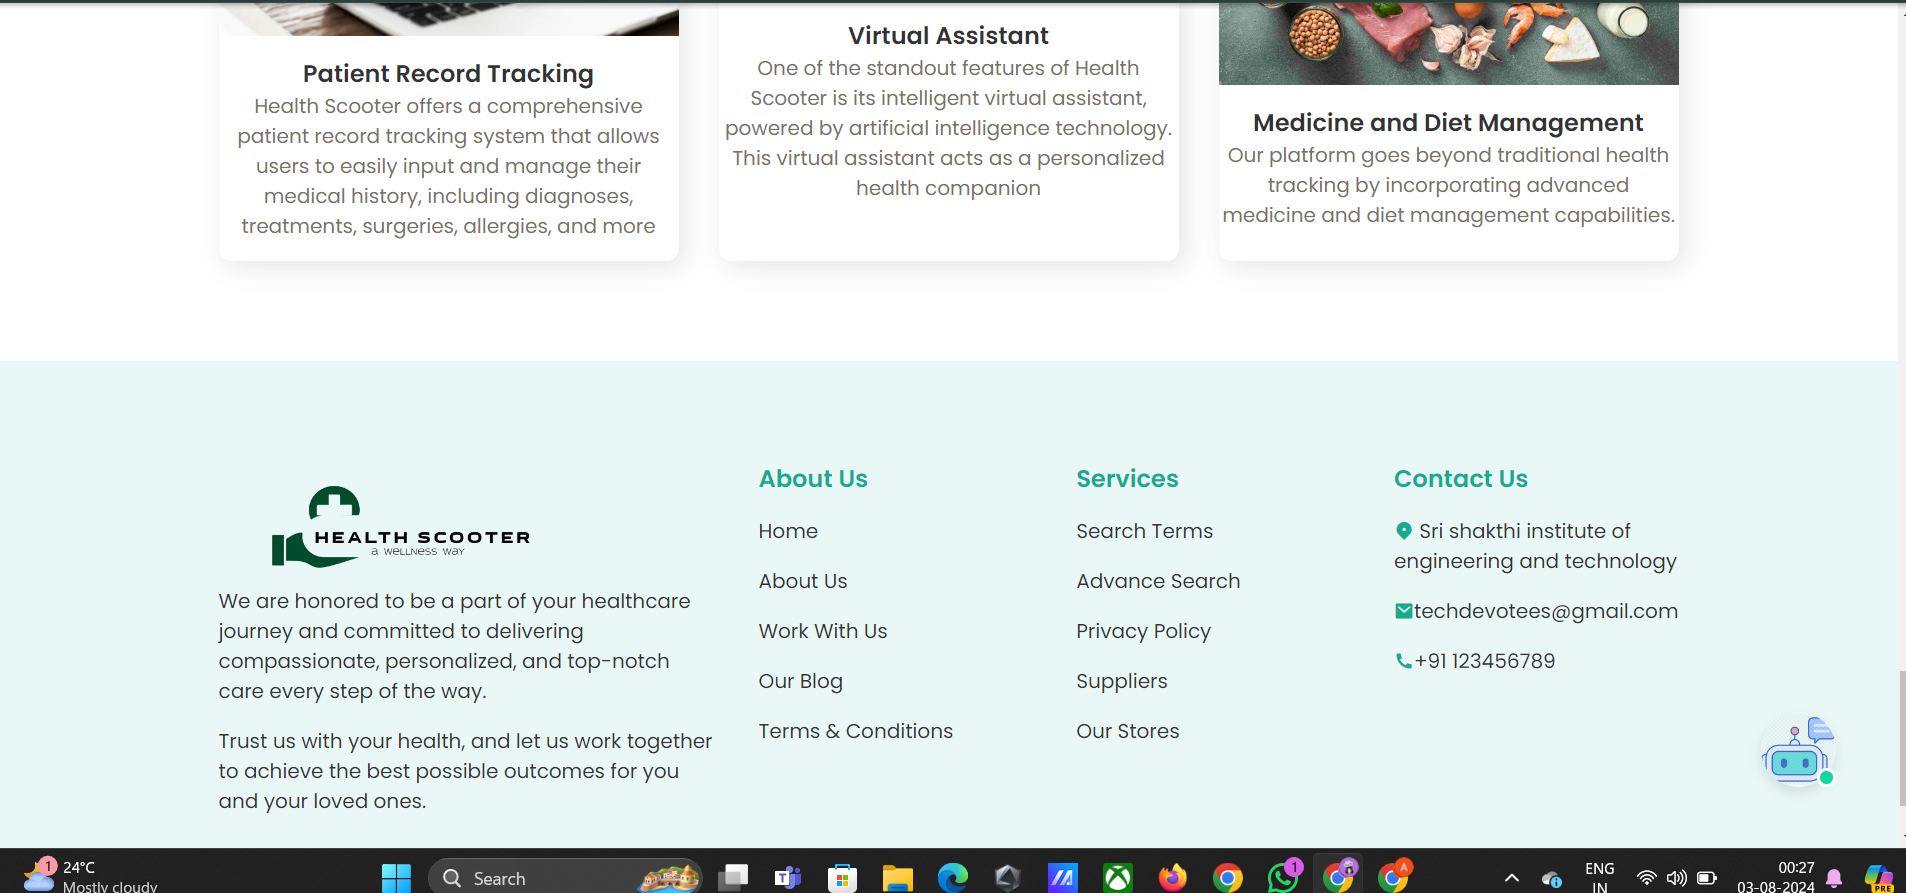 Patient Record Tracking
Health Scooter offers a comprehensive
patient record tracking system that allows
users to easily input and manage their
medical history, including diagnoses,
treatments, surgeries, allergies, and more
Virtual Assistant
One of the standout features of Health
Scooter is its intelligent virtual assistant,
powered by artificial intelligence technology.
This virtual assistant acts as a personalized
health companion
Medicine and Diet Management
Our platform goes beyond traditional health
tracking by incorporating advanced
medicine and diet management capabilities.
HEALTH SCOOTER
a WELLNESS WAY
We are honored to be a part of your healthcare
journey and committed to delivering
compassionate, personalized, and top-notch
care every step of the way.
Trust us with your health, and let us work together
to achieve the best possible outcomes for you
and your loved ones.
About Us
Home
About Us
Work With Us
Our Blog
Terms & Conditions
Services
Search Terms
Advance Search
Privacy Policy
Suppliers
Our Stores
Contact Us
Sri shakthi institute of
engineering and technology
techdevotees@gmail.com
+91 123456789
1
24°C
Mostly cloudy
Search
T
1
A
ENG
IN
00:27
03-08-2024
PRE